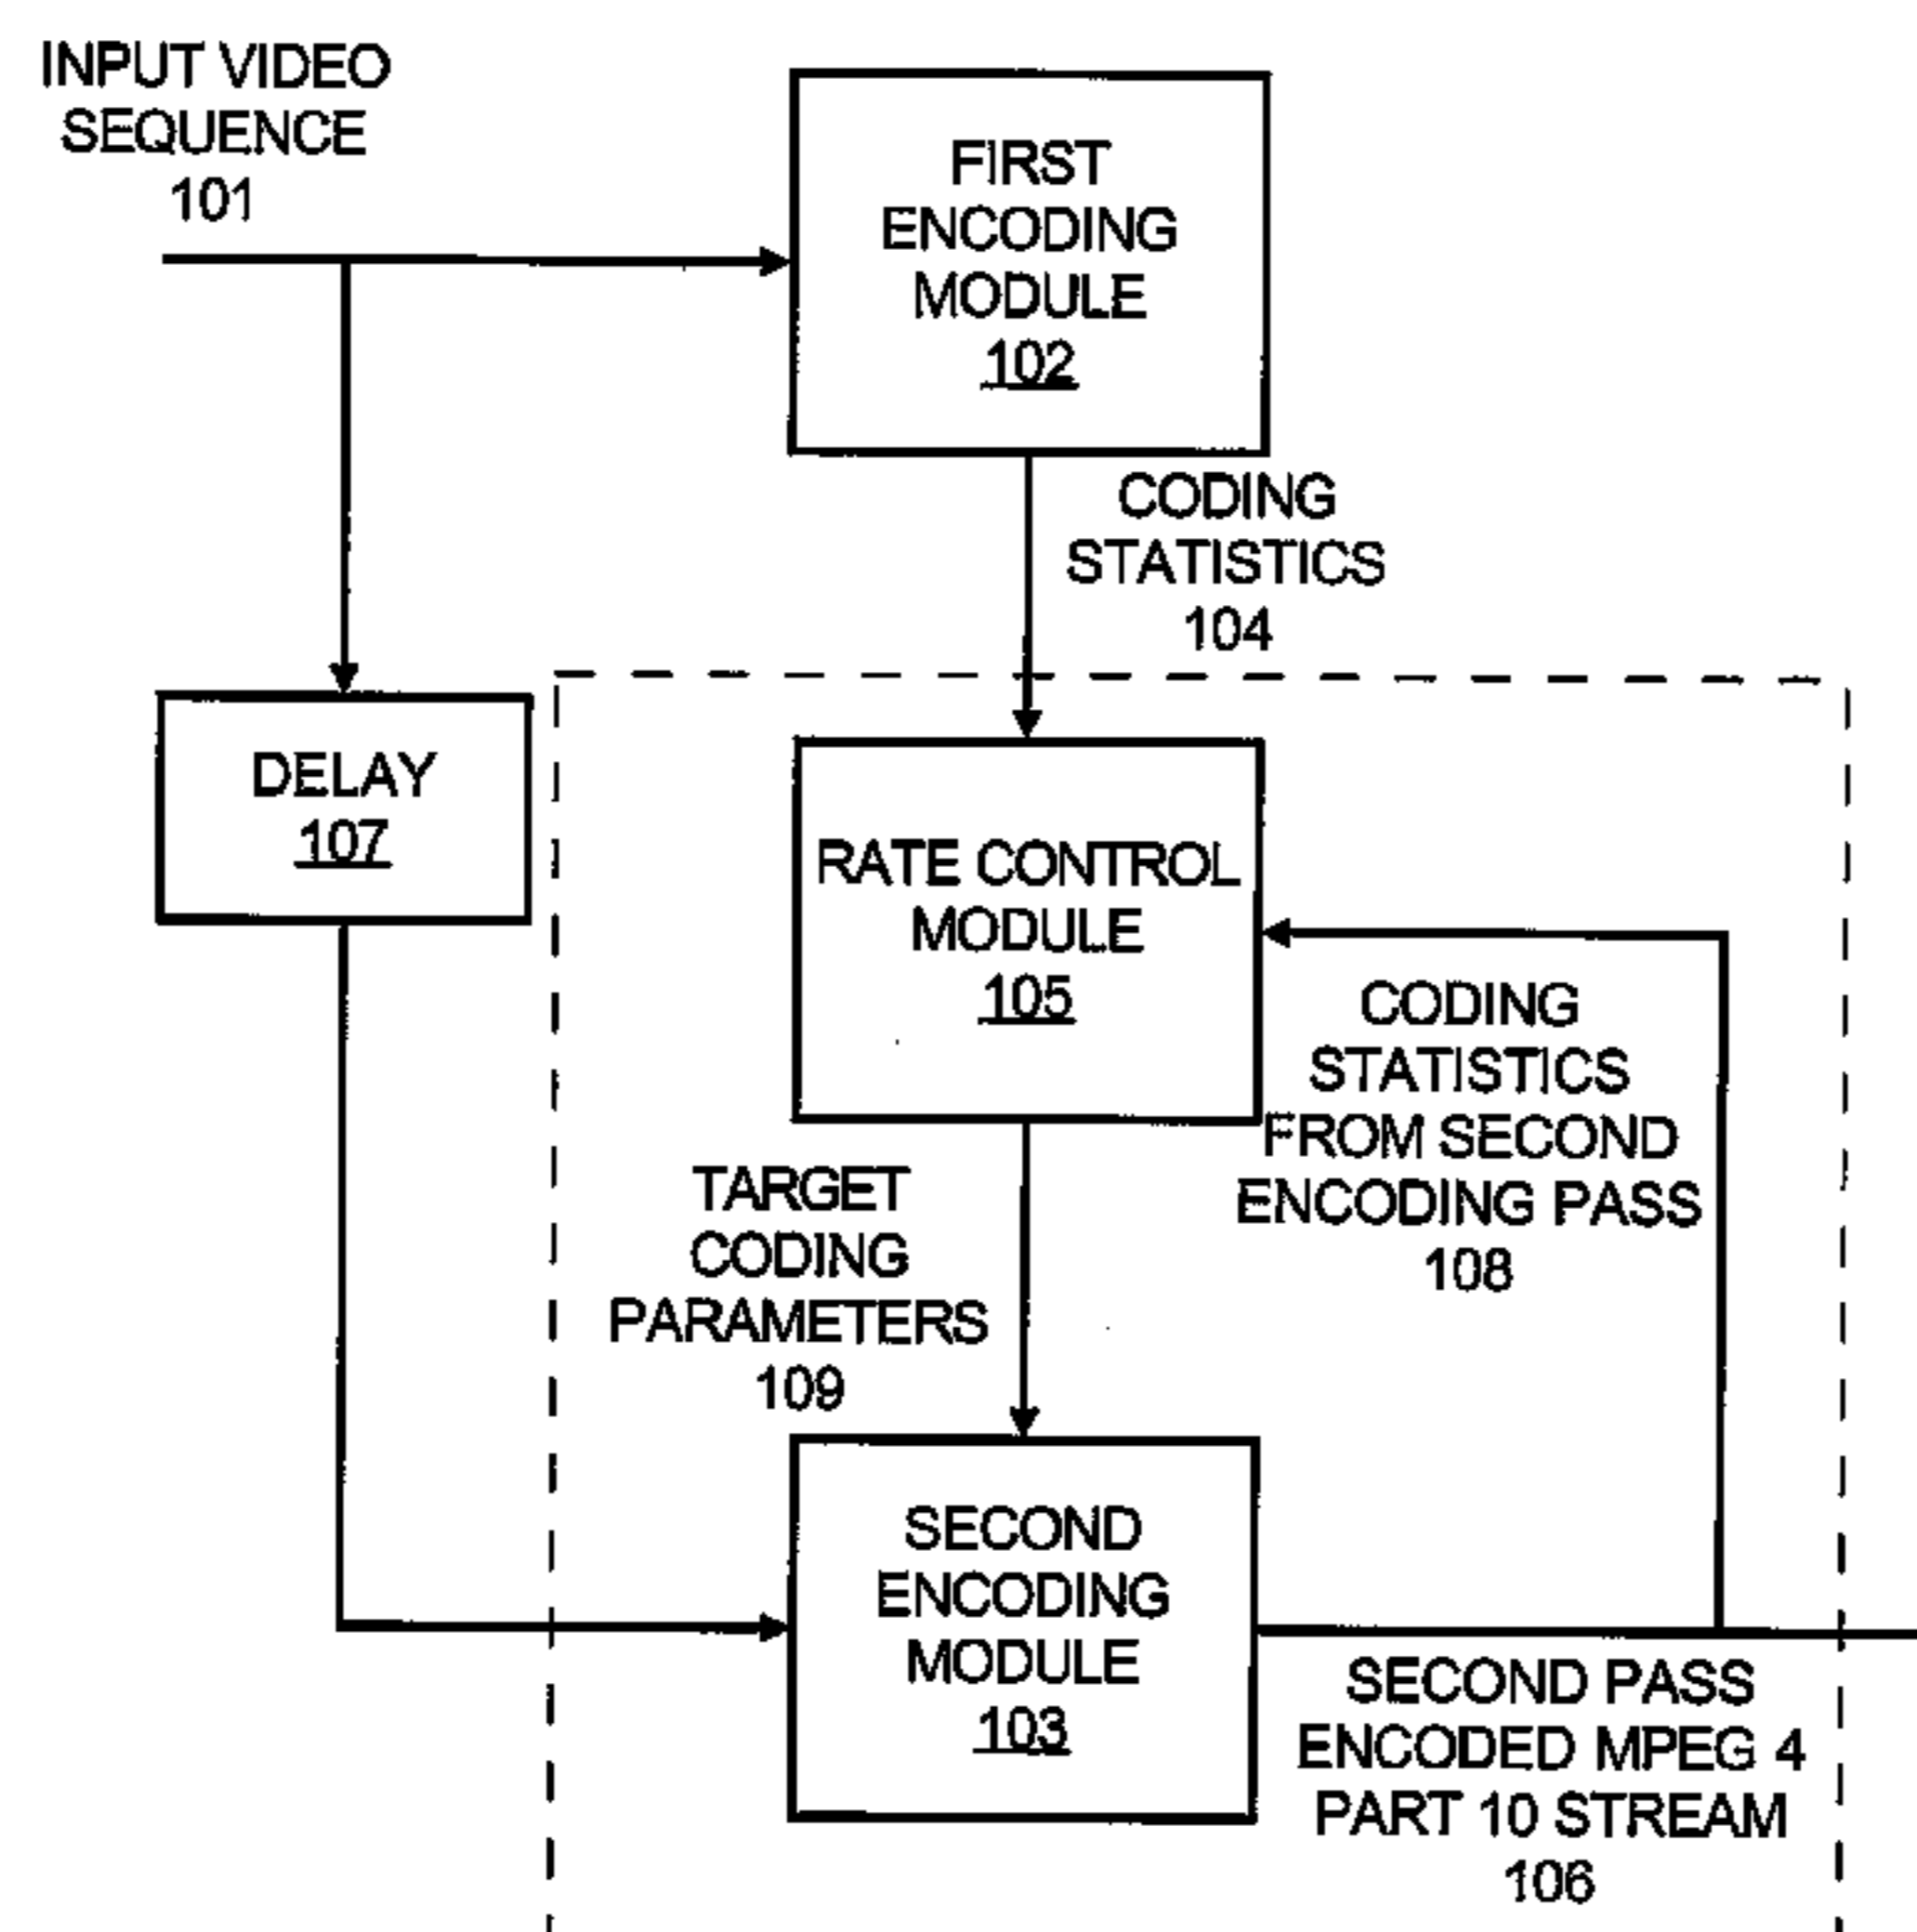 INPUT VIDEO
SEQUENCE
101
FIRST
ENCODING
MODULE
102
CODING
STATISTICS
104
DELAY
107
RATE CONTROL
MODULE
105
CODING
STATISTICS
FROM SECOND
ENCODING PASS
108
TARGET
CODING
PARAMETERS
109
SECOND
ENCODING
MODULE
103
SECOND PASS
ENCODED MPEG 4
PART 10 STREAM
106